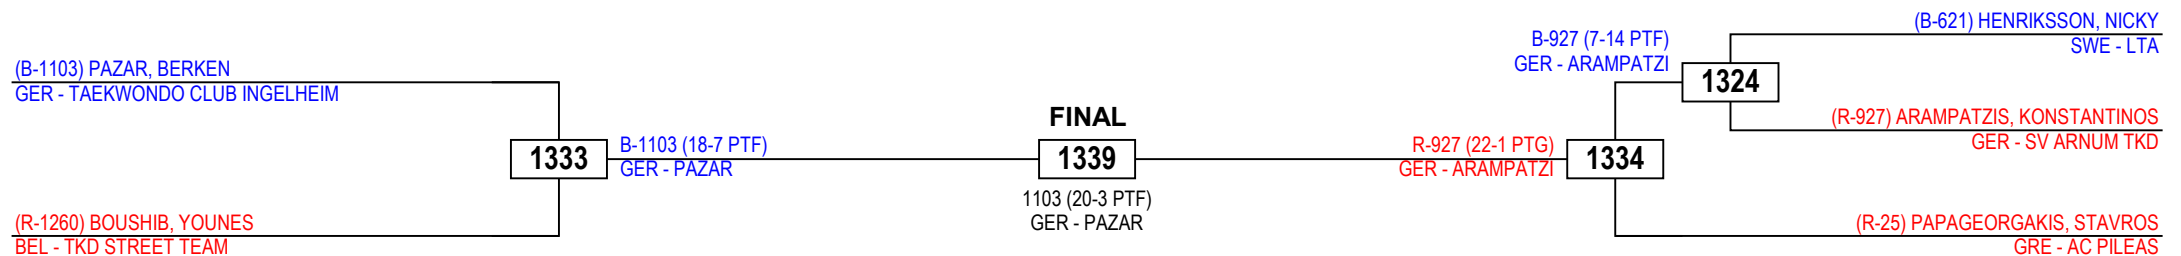 (B-1103) PAZAR, BERKEN
GER - TAEKWONDO CLUB INGELHEIM
1333
B-1103 (18-7 PTF)
GER - PAZAR
(R-1260) BOUSHIB, YOUNES
BEL - TKD STREET TEAM
FINAL
1339
1103 (20-3 PTF)
GER - PAZAR
R-927 (22-1 PTG)
GER - ARAMPATZI
1334
B-927 (7-14 PTF)
GER - ARAMPATZI
1324
(B-621) HENRIKSSON, NICKY
SWE - LTA
(R-927) ARAMPATZIS, KONSTANTINOS
GER - SV ARNUM TKD
(R-25) PAPAGEORGAKIS, STAVROS
GRE - AC PILEAS